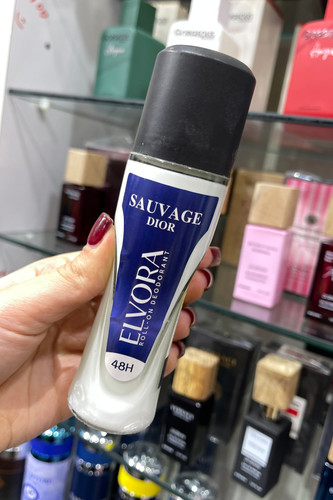 SAUVAGE
DIOR
ELVORA
ROLL-ON DEODORANT
48H